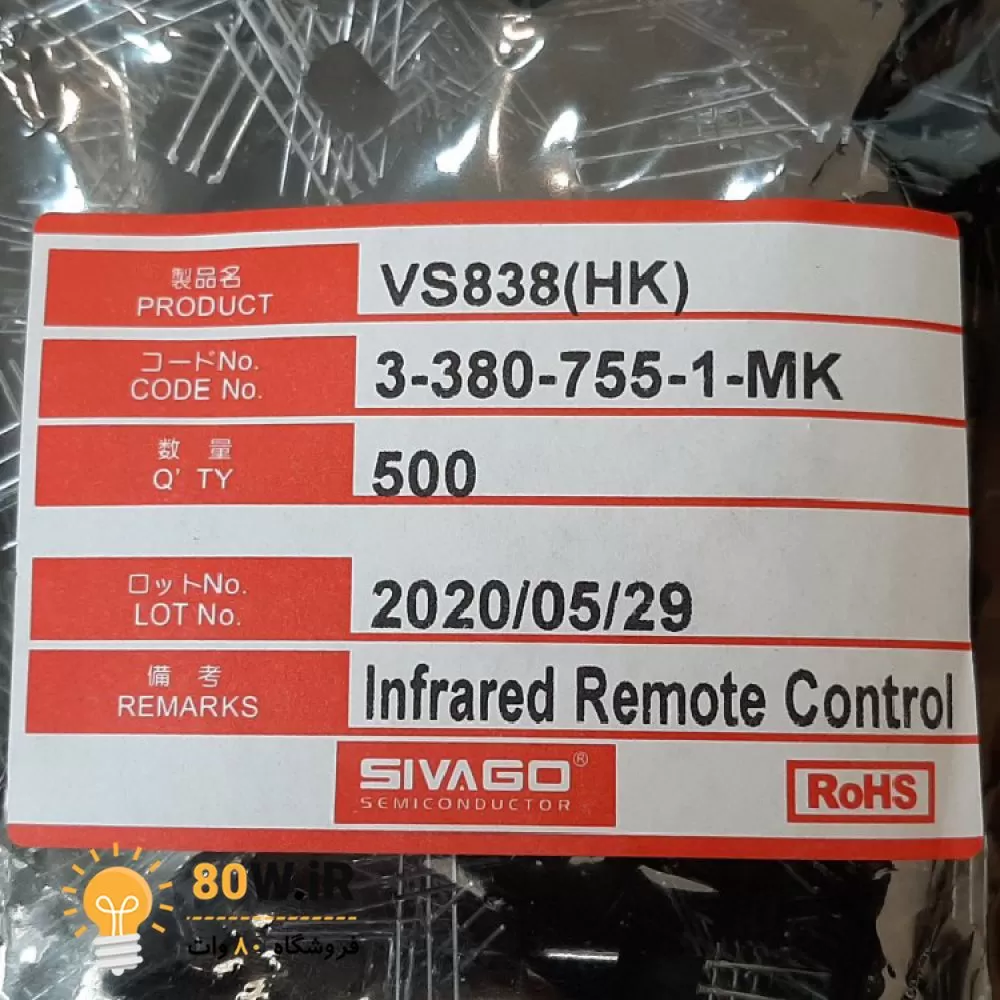 製品名
PRODUCT
VS838(HK)
コードNo.
CODE No.
3-380-755-1-MK
数 量
Q' TY
500
ロットNo.
LOT No.
2020/05/29
備 考
REMARKS
Infrared Remote Control
SIVAGO®
SEMICONDUCTOR
RoHS
80W.iR
فروشگاه ۸۰ وات